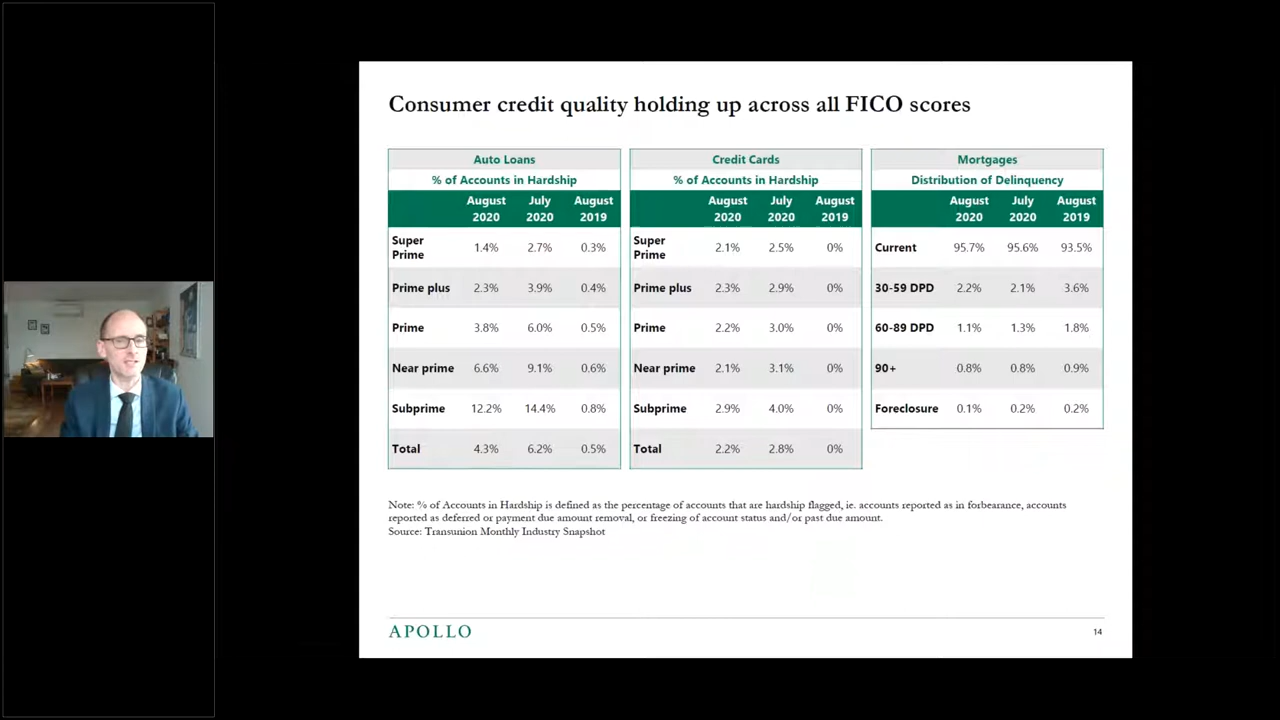 Consumer credit quality holding up across all FICO scores
Auto Loans
% of Accounts in Hardship
August 2020 July 2020 August 2019
Super Prime 1.4% 2.7% 0.3%
Prime plus 2.3% 3.9% 0.4%
Prime 3.8% 6.0% 0.5%
Near prime 6.6% 9.1% 0.6%
Subprime 12.2% 14.4% 0.8%
Total 4.3% 6.2% 0.5%
Credit Cards
% of Accounts in Hardship
August 2020 July 2020 August 2019
Super Prime 2.1% 2.5% 0%
Prime plus 2.3% 2.9% 0%
Prime 2.2% 3.0% 0%
Near prime 2.1% 3.1% 0%
Subprime 2.9% 4.0% 0%
Total 2.2% 2.8% 0%
Mortgages
Distribution of Delinquency
August 2020 July 2020 August 2019
Current 95.7% 95.6% 93.5%
30-59 DPD 2.2% 2.1% 3.6%
60-89 DPD 1.1% 1.3% 1.8%
90+ 0.8% 0.8% 0.9%
Foreclosure 0.1% 0.2% 0.2%
Note: % of Accounts in Hardship is defined as the percentage of accounts that are hardship flagged, ie. accounts reported as in forbearance, accounts
reported as deferred or payment due amount removal, or freezing of account status and/or past due amount.
Source: Transunion Monthly Industry Snapshot
APOLLO
14